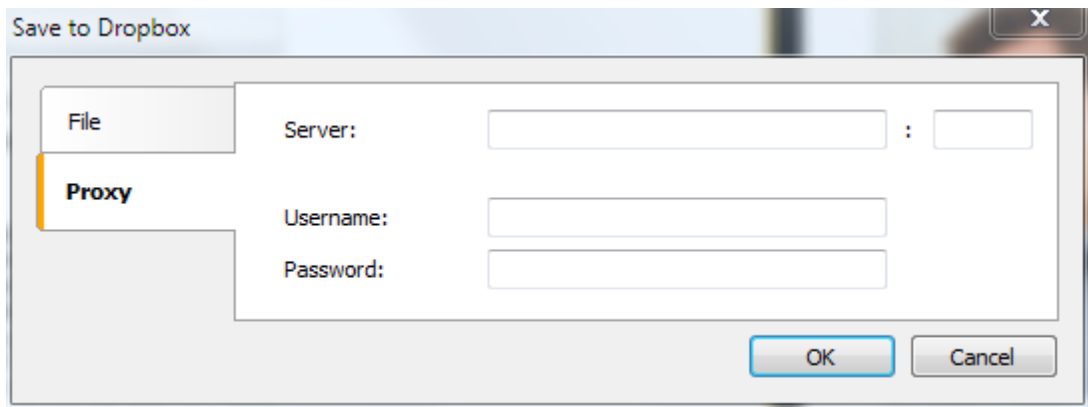 Save to Dropbox
X
File
Proxy
Server: :
Username:
Password:
OK Cancel